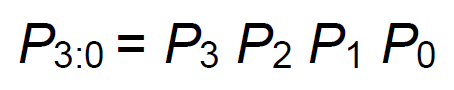 P₃:₀ = P₃ P₂ P₁ P₀